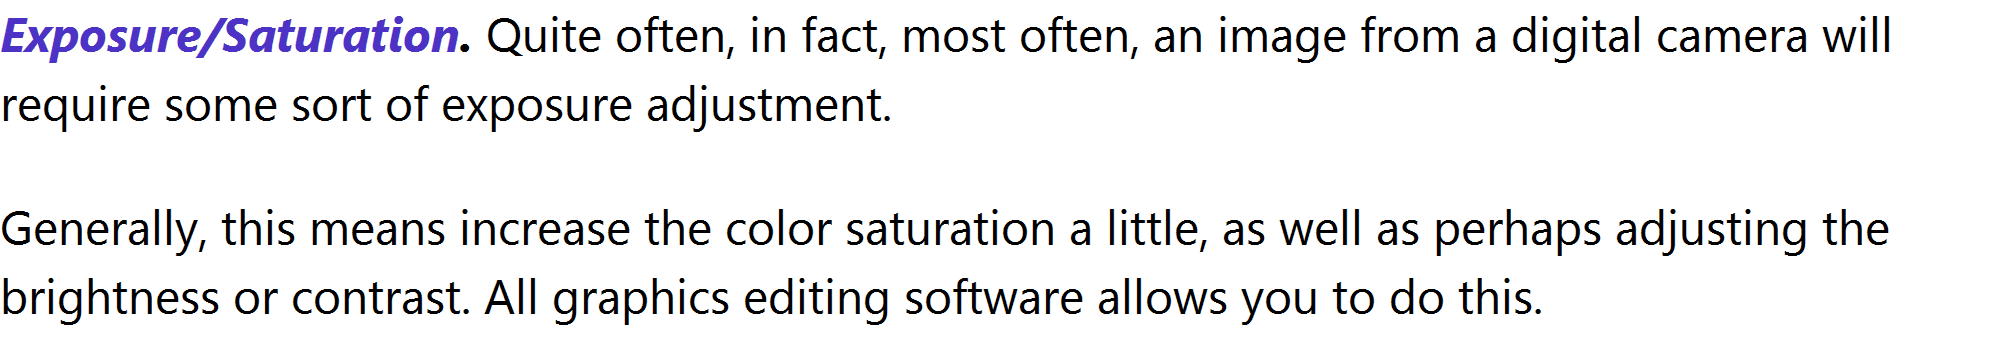 Exposure/Saturation. Quite often, in fact, most often, an image from a digital camera will
require some sort of exposure adjustment.
Generally, this means increase the color saturation a little, as well as perhaps adjusting the
brightness or contrast. All graphics editing software allows you to do this.